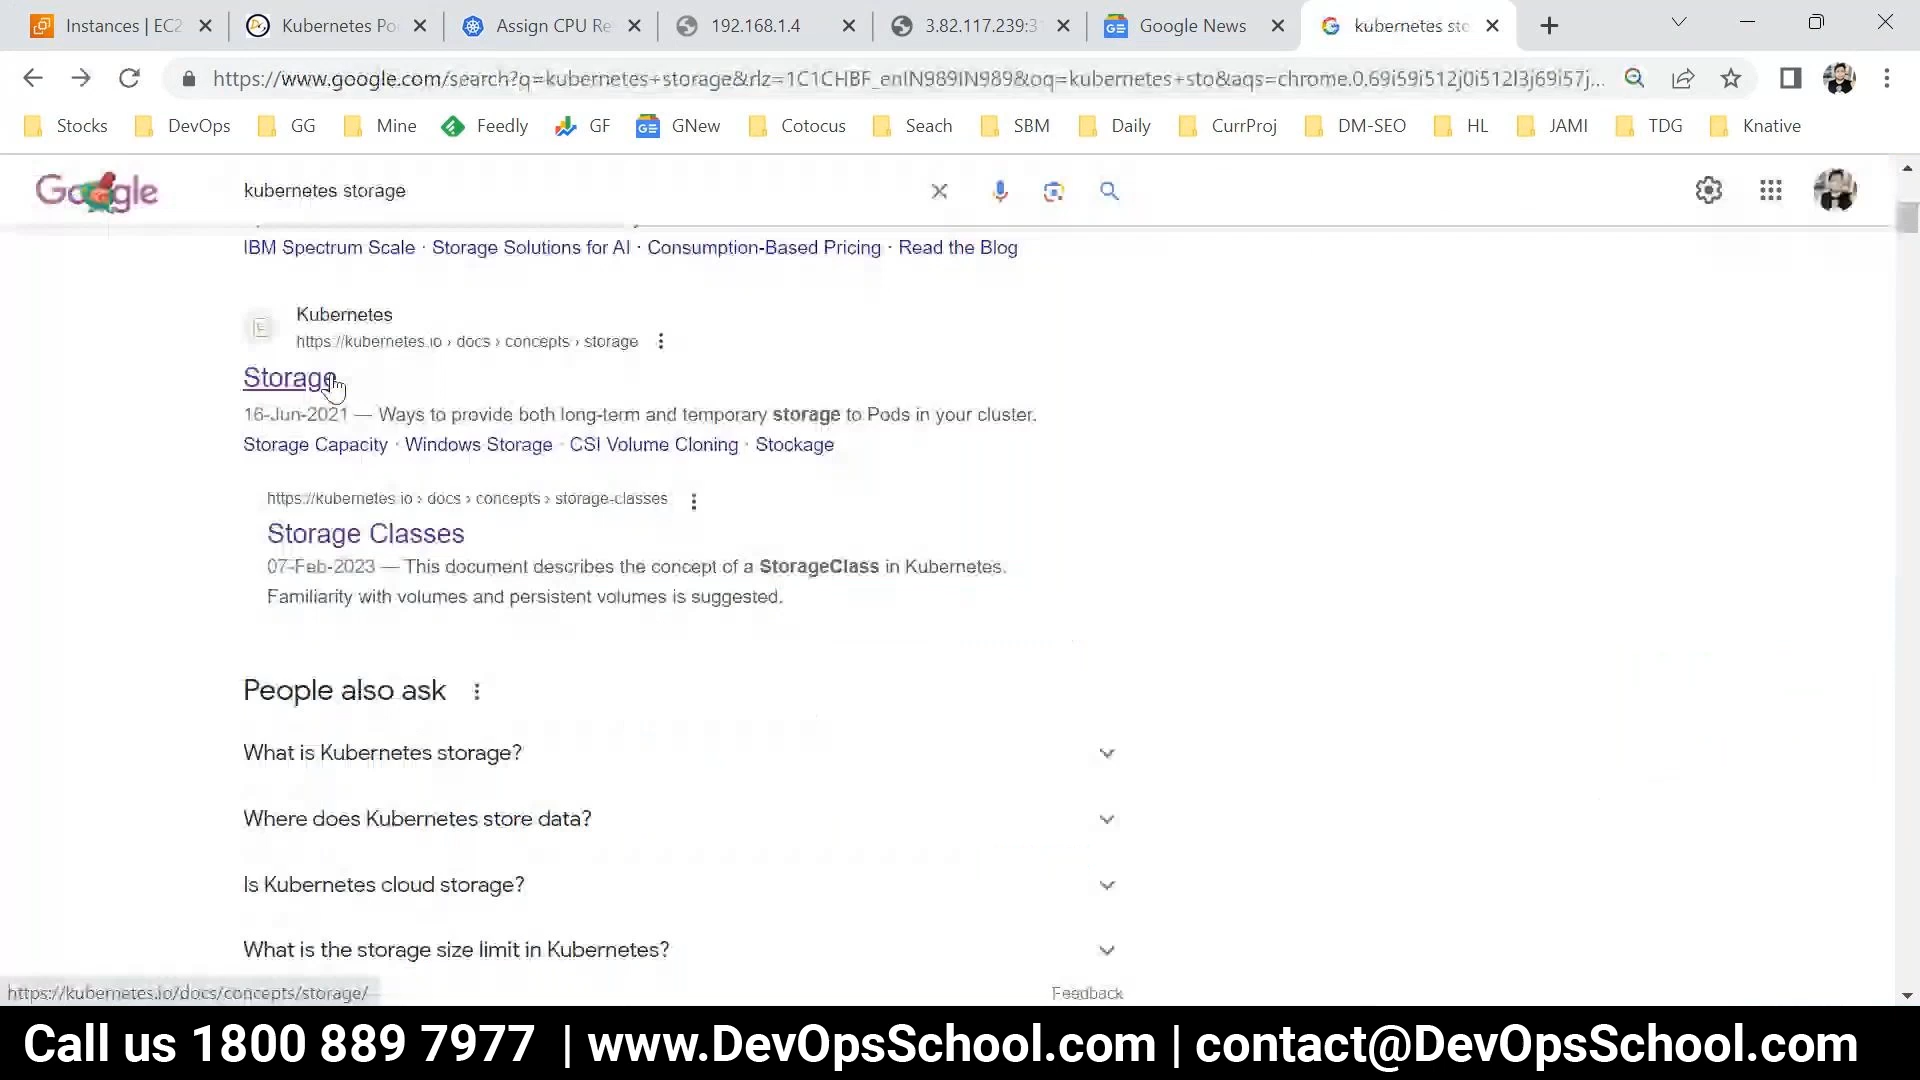 Instances | EC2
Kubernetes Po
Assign CPU Re
192.168.1.4
3.82.117.239:3
Google News
kubernetes sto
https://www.google.com/search?q=kubernetes+storage&rlz=1C1CHBF_enIN989IN989&oq=kubernetes+sto&aqs=chrome.0.69i59i512j0i512l3j69i57j...
Stocks
DevOps
GG
Mine
Feedly
GF
GNew
Cotocus
Seach
SBM
Daily
CurrProj
DM-SEO
HL
JAMI
TDG
Knative
Google
kubernetes storage
IBM Spectrum Scale · Storage Solutions for AI · Consumption-Based Pricing · Read the Blog
Kubernetes
https://kubernetes.io › docs › concepts › storage
Storage
16-Jun-2021 — Ways to provide both long-term and temporary storage to Pods in your cluster.
Storage Capacity · Windows Storage · CSI Volume Cloning · Stockage
https://kubernetes.io › docs › concepts › storage-classes
Storage Classes
07-Feb-2023 — This document describes the concept of a StorageClass in Kubernetes.
Familiarity with volumes and persistent volumes is suggested.
People also ask
What is Kubernetes storage?
Where does Kubernetes store data?
Is Kubernetes cloud storage?
What is the storage size limit in Kubernetes?
https://kubernetes.io/docs/concepts/storage/
Feedback
Call us 1800 889 7977 | www.DevOpsSchool.com | contact@DevOpsSchool.com